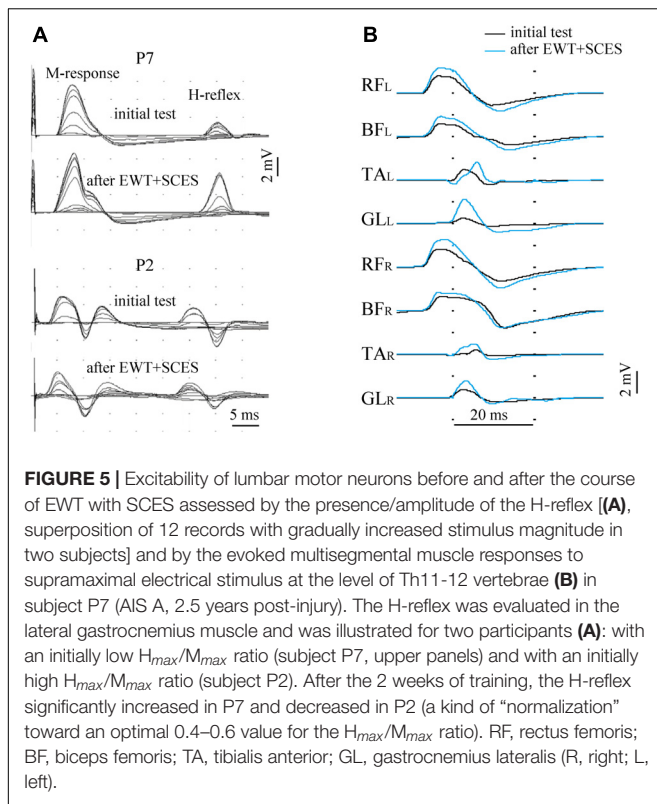 A
P7
M-response
H-reflex
initial test
2 mV
after EWT+SCES
P2
initial test
after EWT+SCES
5 ms
B
initial test
after EWT+SCES
RFL
BFL
TAL
GLL
RFR
BFR
TAR
GLR
20 ms
2 mV
FIGURE 5 | Excitability of lumbar motor neurons before and after the course
of EWT with SCES assessed by the presence/amplitude of the H-reflex [(A),
superposition of 12 records with gradually increased stimulus magnitude in
two subjects] and by the evoked multisegmental muscle responses to
supramaximal electrical stimulus at the level of Th11-12 vertebrae (B) in
subject P7 (AIS A, 2.5 years post-injury). The H-reflex was evaluated in the
lateral gastrocnemius muscle and was illustrated for two participants (A): with
an initially low Hmax/Mmax ratio (subject P7, upper panels) and with an initially
high Hmax/Mmax ratio (subject P2). After the 2 weeks of training, the H-reflex
significantly increased in P7 and decreased in P2 (a kind of “normalization”
toward an optimal 0.4–0.6 value for the Hmax/Mmax ratio). RF, rectus femoris;
BF, biceps femoris; TA, tibialis anterior; GL, gastrocnemius lateralis (R, right; L,
left).